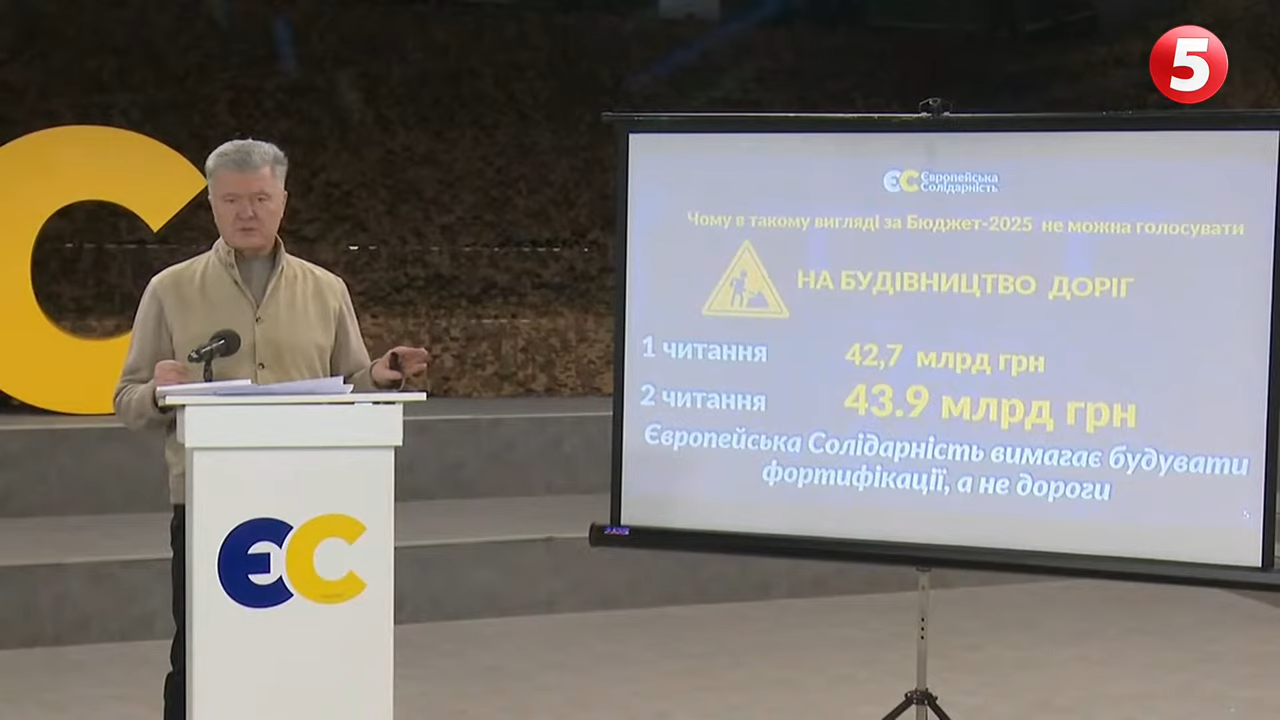 5
ЄС Європейська
Солідарність
Чому в такому вигляді за Бюджет-2025 не можна голосувати
НА БУДІВНИЦТВО ДОРІГ
1 читання 42,7 млрд грн
2 читання 43.9 млрд грн
Європейська Солідарність вимагає будувати
фортифікації, а не дороги
ЄС